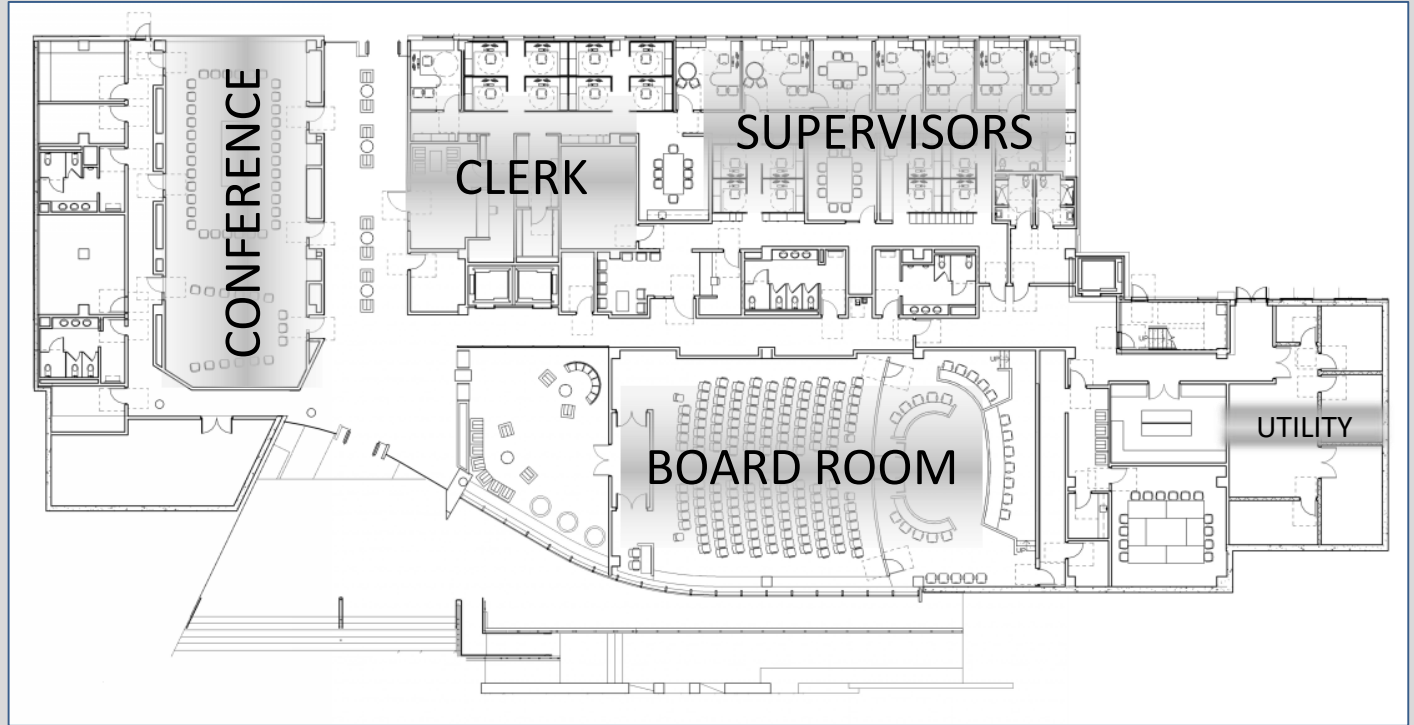 CONFERENCE
CLERK
SUPERVISORS
BOARD ROOM
UTILITY